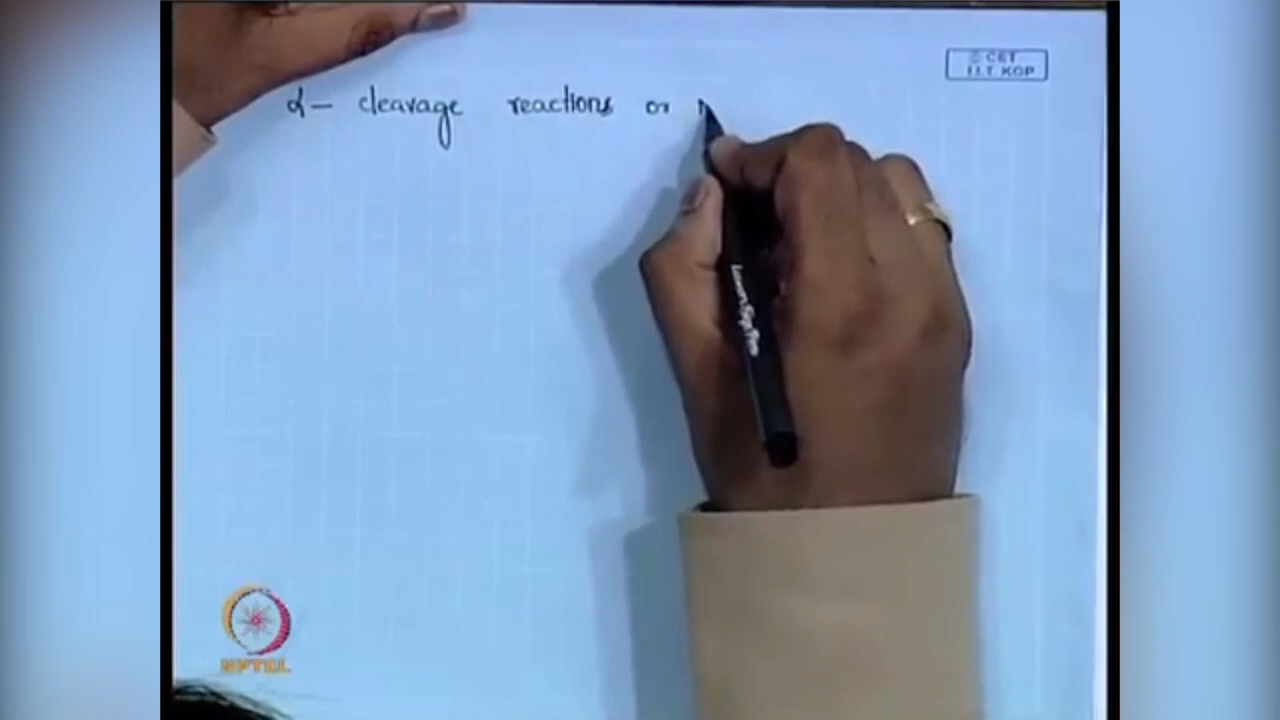 © CET
I.I.T. KGP
α – cleavage reactions or
NPTEL